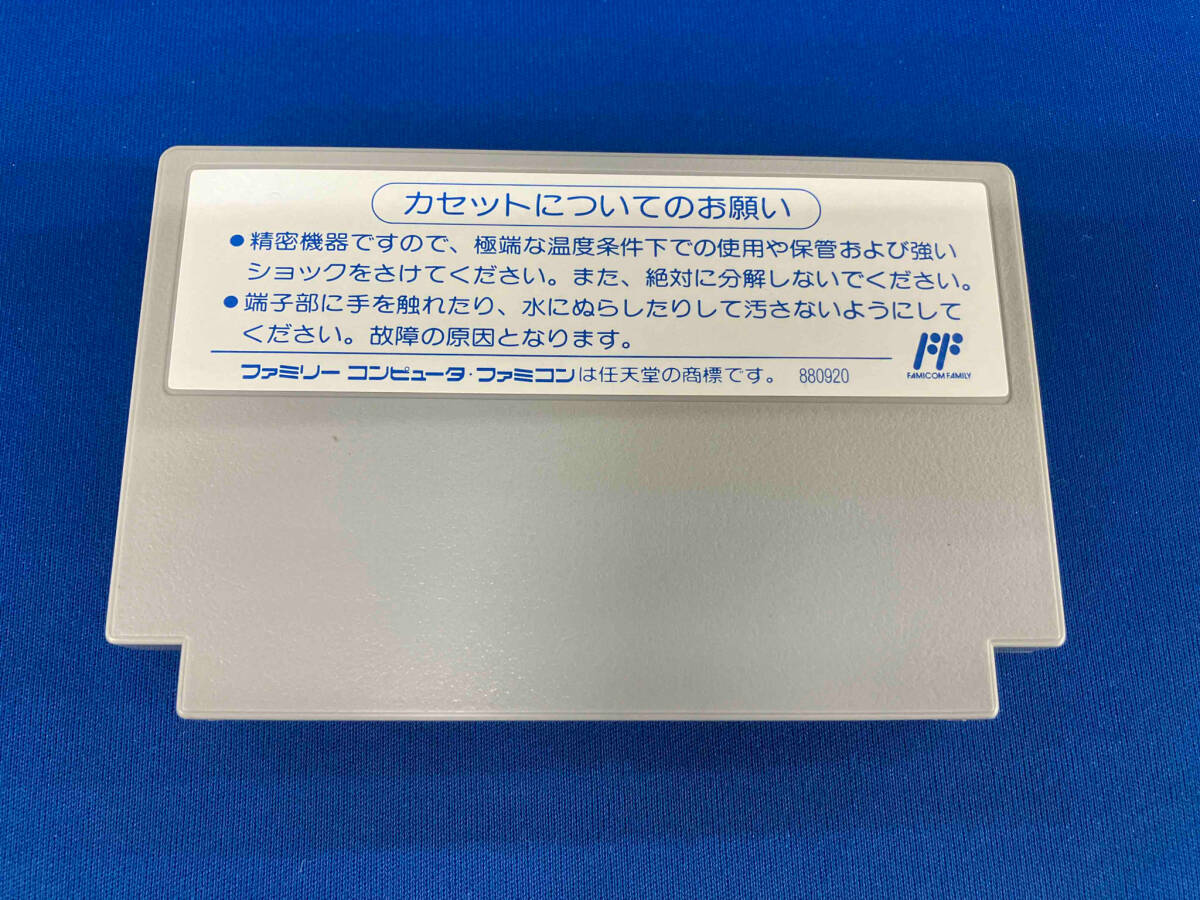 カセットについてのお願い
●精密機器ですので、極端な温度条件下での使用や保管および強い
ショックをさけてください。また、絶対に分解しないでください。
●端子部に手を触れたり、水にぬらしたりして汚さないようにして
ください。故障の原因となります。
FF
FAMICOM FAMILY
ファミリー コンピュータ・ファミコンは任天堂の商標です。 880920